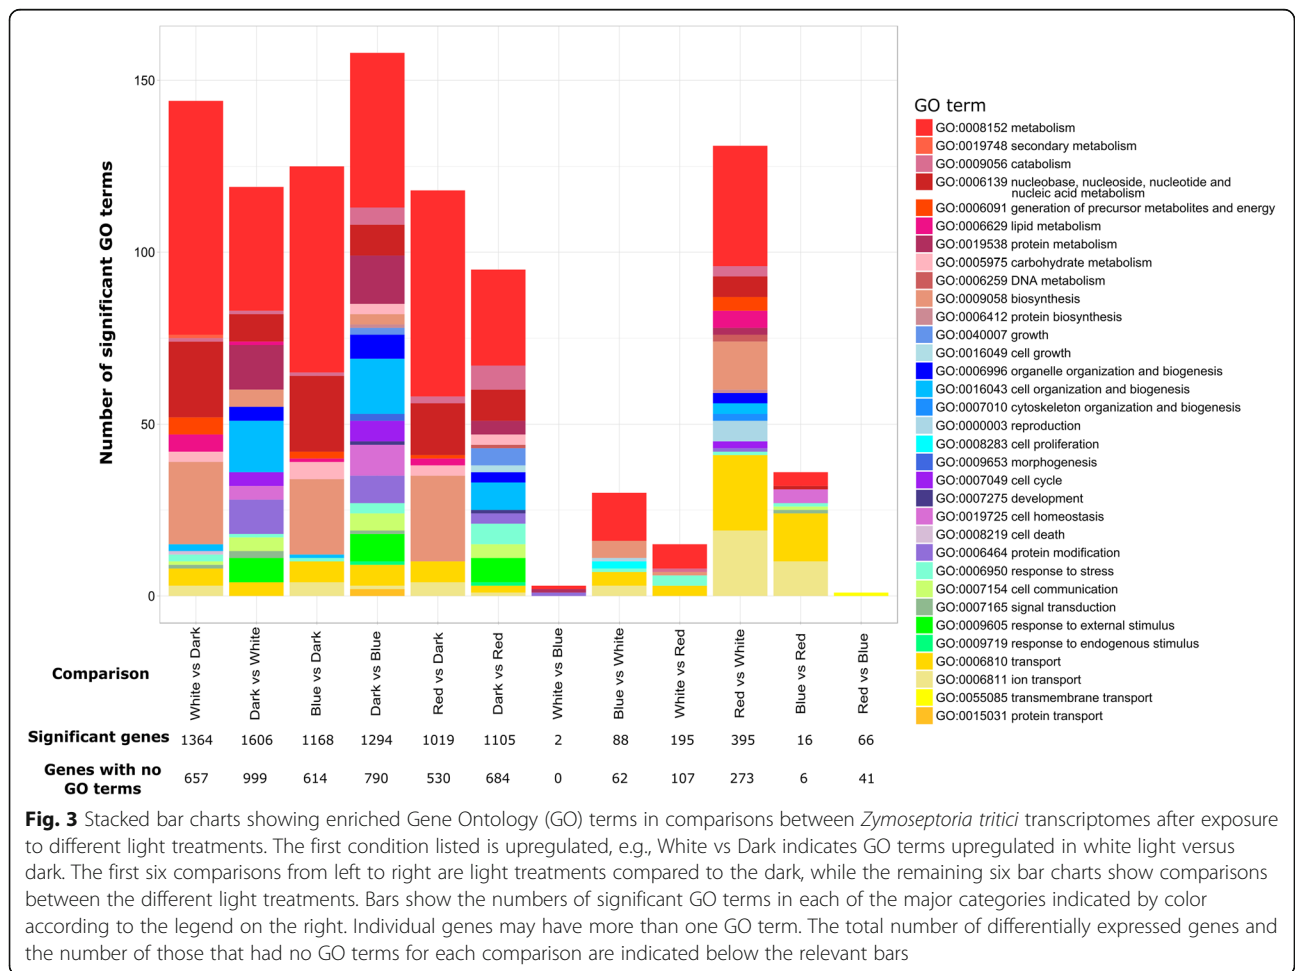 Number of significant GO terms
150
100
50
0
GO term
GO:0008152 metabolism
GO:0019748 secondary metabolism
GO:0009056 catabolism
GO:0006139 nucleobase, nucleoside, nucleotide and
nucleic acid metabolism
GO:0006091 generation of precursor metabolites and energy
GO:0006629 lipid metabolism
GO:0019538 protein metabolism
GO:0005975 carbohydrate metabolism
GO:0006259 DNA metabolism
GO:0009058 biosynthesis
GO:0006412 protein biosynthesis
GO:0040007 growth
GO:0016049 cell growth
GO:0006996 organelle organization and biogenesis
GO:0016043 cell organization and biogenesis
GO:0007010 cytoskeleton organization and biogenesis
GO:0000003 reproduction
GO:0008283 cell proliferation
GO:0009653 morphogenesis
GO:0007049 cell cycle
GO:0007275 development
GO:0019725 cell homeostasis
GO:0008219 cell death
GO:0006464 protein modification
GO:0006950 response to stress
GO:0007154 cell communication
GO:0007165 signal transduction
GO:0009605 response to external stimulus
GO:0009719 response to endogenous stimulus
GO:0006810 transport
GO:0006811 ion transport
GO:0055085 transmembrane transport
GO:0015031 protein transport
Comparison
White vs Dark
Dark vs White
Blue vs Dark
Dark vs Blue
Red vs Dark
Dark vs Red
White vs Blue
Blue vs White
White vs Red
Red vs White
Blue vs Red
Red vs Blue
Significant genes 1364 1606 1168 1294 1019 1105 2 88 195 395 16 66
Genes with no
GO terms 657 999 614 790 530 684 0 62 107 273 6 41
Fig. 3 Stacked bar charts showing enriched Gene Ontology (GO) terms in comparisons between Zymoseptoria tritici transcriptomes after exposure
to different light treatments. The first condition listed is upregulated, e.g., White vs Dark indicates GO terms upregulated in white light versus
dark. The first six comparisons from left to right are light treatments compared to the dark, while the remaining six bar charts show comparisons
between the different light treatments. Bars show the numbers of significant GO terms in each of the major categories indicated by color
according to the legend on the right. Individual genes may have more than one GO term. The total number of differentially expressed genes and
the number of those that had no GO terms for each comparison are indicated below the relevant bars